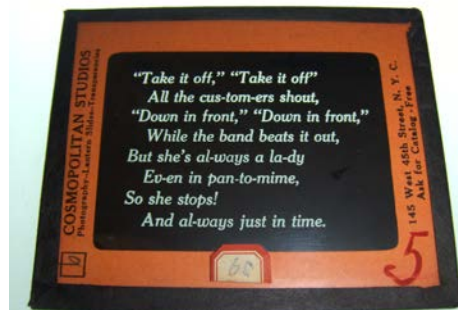 COSMOPOLITAN STUDIOS
Photography-Lantern Slides-Transparencies
"Take it off," "Take it off"
All the cus-tom-ers shout,
"Down in front," "Down in front,"
While the band beats it out,
But she's al-ways a la-dy
Ev-en in pan-to-mime,
So she stops!
And al-ways just in time.
145 West 45th Street, N. Y. C.
Ask for Catalog - Free
5